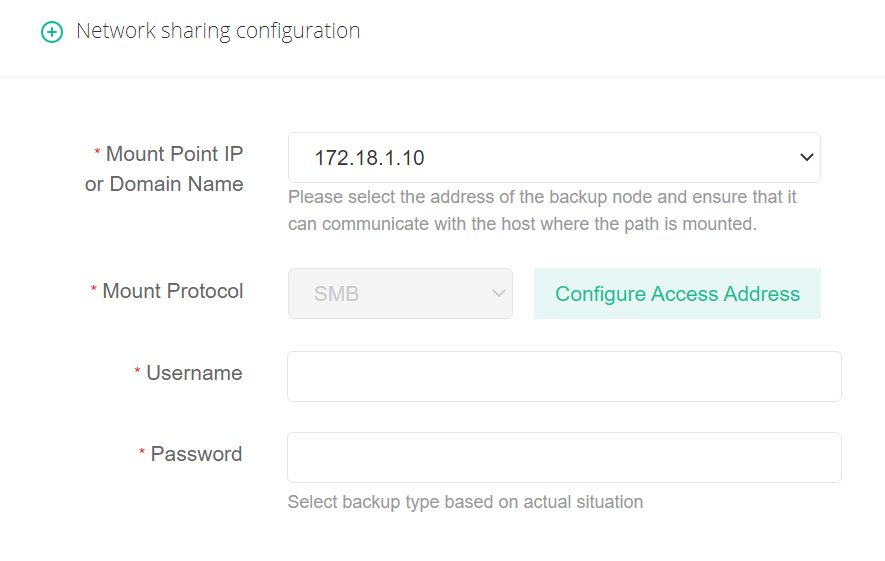 Network sharing configuration
* Mount Point IP
or Domain Name
172.18.1.10
Please select the address of the backup node and ensure that it
can communicate with the host where the path is mounted.
* Mount Protocol
SMB
Configure Access Address
* Username
* Password
Select backup type based on actual situation